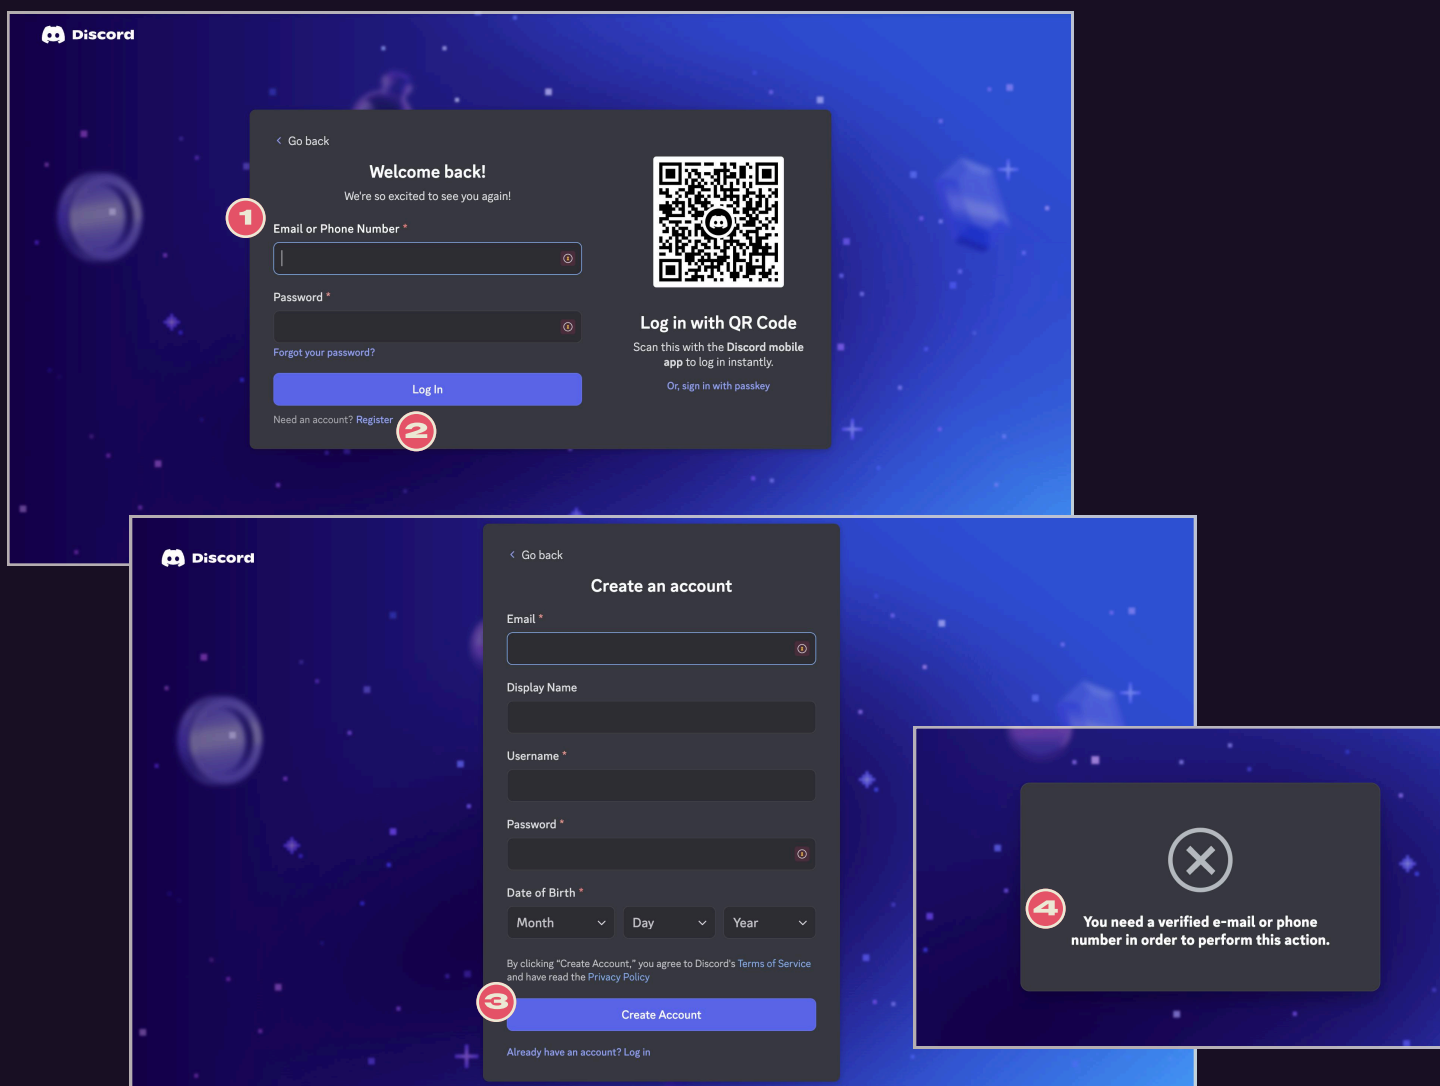 Discord
Go back
Welcome back!
We're so excited to see you again!
1
Email or Phone Number *
Password *
Forgot your password?
Log In
Need an account? Register
2
Log in with QR Code
Scan this with the Discord mobile
app to log in instantly.
Or, sign in with passkey
Discord
Go back
Create an account
Email *
Display Name
Username *
Password *
Date of Birth *
Month
Day
Year
By clicking "Create Account," you agree to Discord's Terms of Service
and have read the Privacy Policy
3
Create Account
Already have an account? Log in
4
You need a verified e-mail or phone
number in order to perform this action.